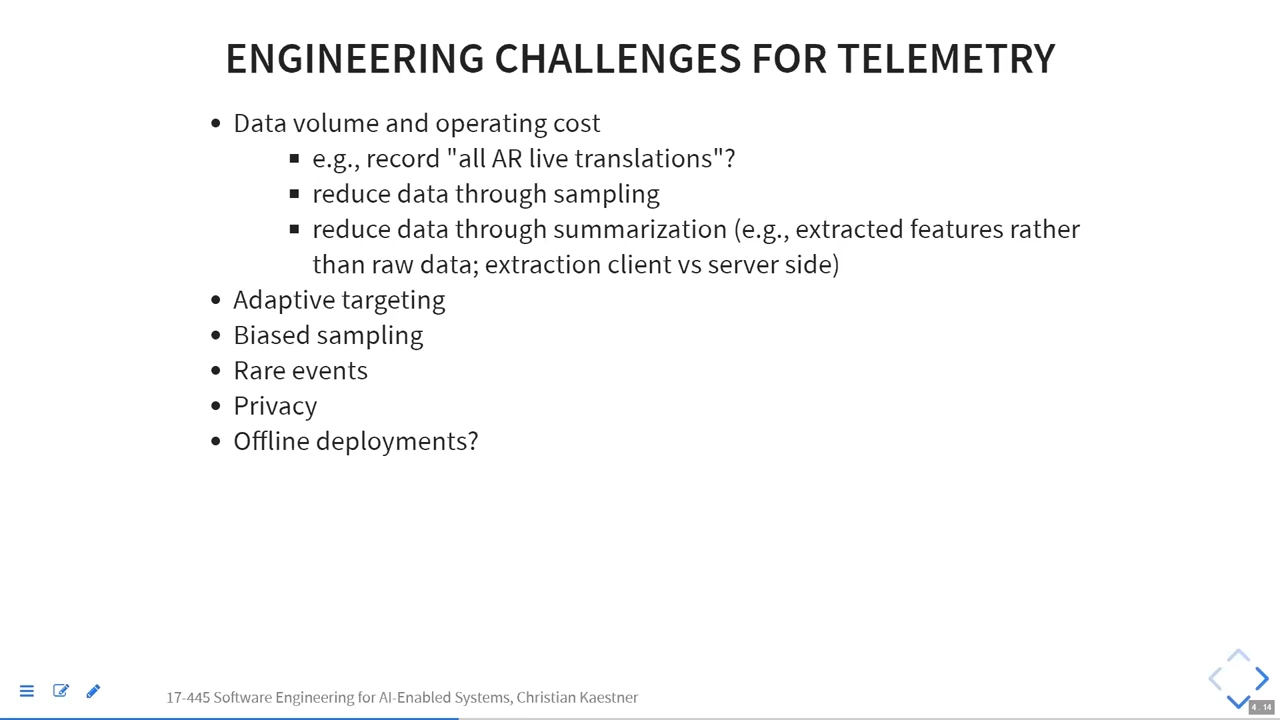 ENGINEERING CHALLENGES FOR TELEMETRY
Data volume and operating cost
e.g., record "all AR live translations"?
reduce data through sampling
reduce data through summarization (e.g., extracted features rather
than raw data; extraction client vs server side)
Adaptive targeting
Biased sampling
Rare events
Privacy
Offline deployments?
17-445 Software Engineering for AI-Enabled Systems, Christian Kaestner
4 . 14